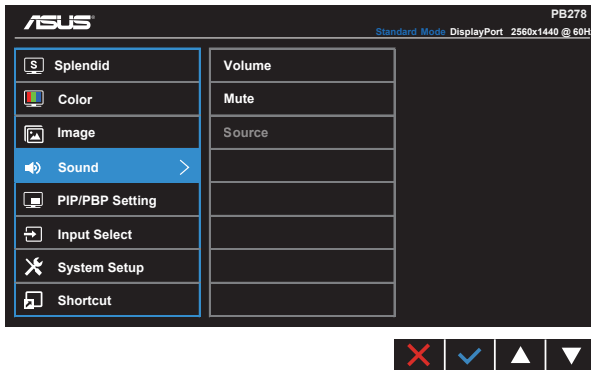 ASUS
PB278
Standard Mode DisplayPort 2560x1440 @ 60H
S Splendid
Color
Image
Sound
PIP/PBP Setting
Input Select
System Setup
Shortcut
Volume
Mute
Source